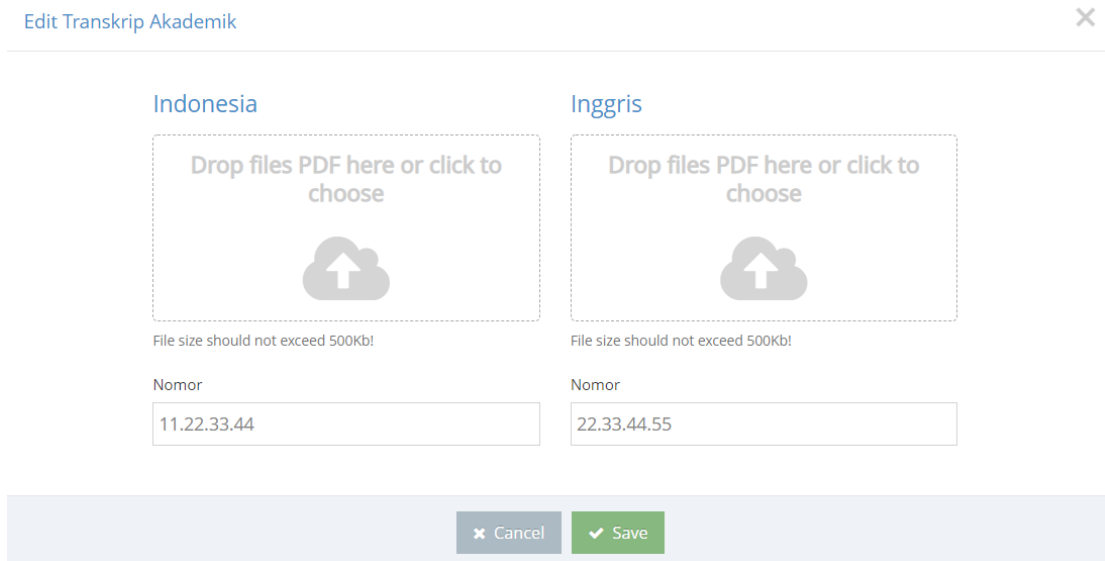 Edit Transkrip Akademik
Indonesia
Drop files PDF here or click to
choose
File size should not exceed 500Kb!
Nomor
11.22.33.44
Inggris
Drop files PDF here or click to
choose
File size should not exceed 500Kb!
Nomor
22.33.44.55
Cancel
Save